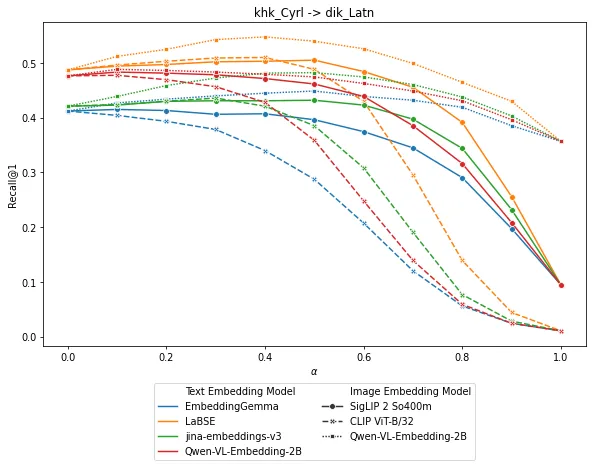 khk_Cyrl -> dik_Latn
Recall@1
0.5
0.4
0.3
0.2
0.1
0.0
0.0 0.2 0.4 0.6 0.8 1.0
α
Text Embedding Model
EmbeddingGemma
LaBSE
jina-embeddings-v3
Qwen-VL-Embedding-2B
Image Embedding Model
SigLIP 2 So400m
CLIP ViT-B/32
Qwen-VL-Embedding-2B